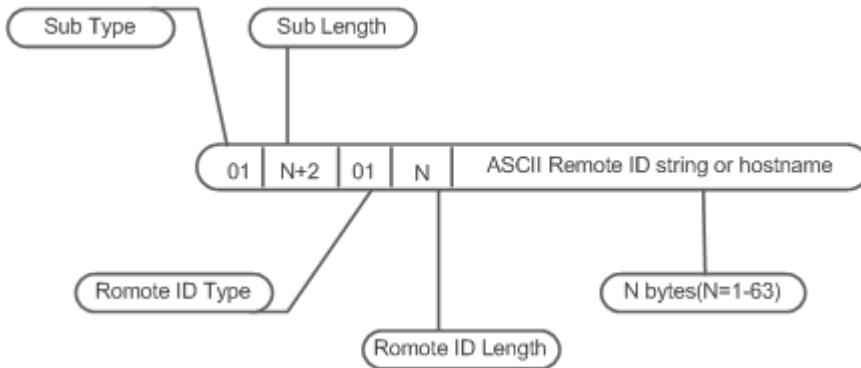 Sub Type
Sub Length
01 N+2 01 N ASCII Remote ID string or hostname
Romote ID Type
N bytes(N=1-63)
Romote ID Length